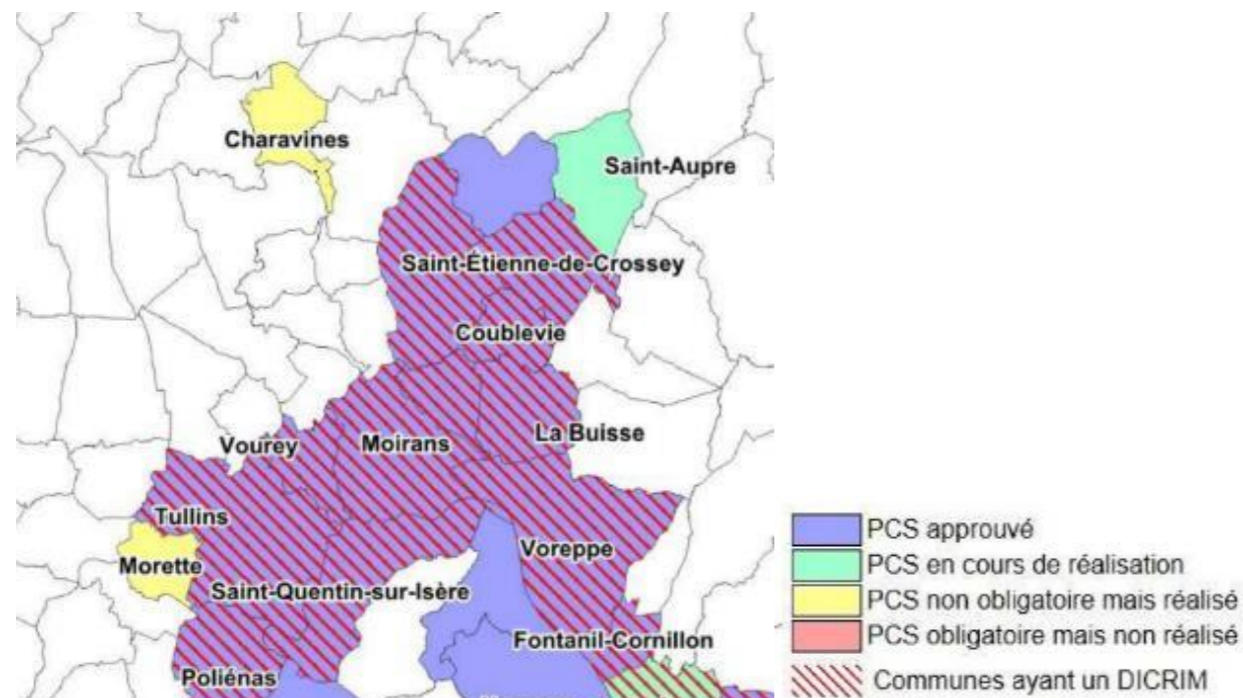 Charavines
Saint-Aupre
Saint-Étienne-de-Crossey
Coublevie
La Buisse
Vourey
Moirans
Tullins
Voreppe
Morette
Saint-Quentin-sur-Isère
Fontanil-Cornillon
Poliénas
PCS approuvé
PCS en cours de réalisation
PCS non obligatoire mais réalisé
PCS obligatoire mais non réalisé
Communes ayant un DICRIM